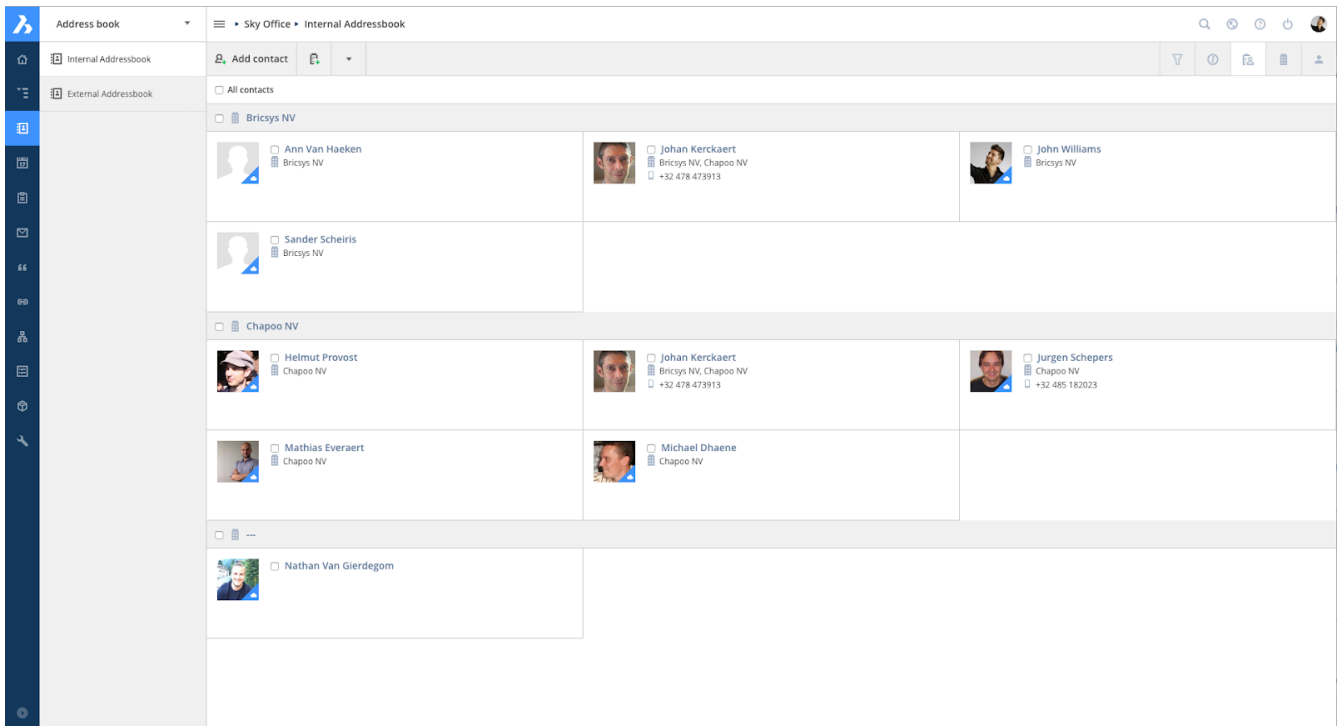 Address book
Sky Office Internal Addressbook
Internal Addressbook
External Addressbook
Add contact
All contacts
Bricsys NV
Ann Van Haeken
Bricsys NV
Johan Kerckaert
Bricsys NV, Chapoo NV
+32 478 473913
John Williams
Bricsys NV
Sander Scheiris
Bricsys NV
Chapoo NV
Helmut Provost
Chapoo NV
Johan Kerckaert
Bricsys NV, Chapoo NV
+32 478 473913
Jurgen Schepers
Chapoo NV
+32 485 182023
Mathias Everaert
Chapoo NV
Michael Dhaene
Chapoo NV
---
Nathan Van Gierdegom